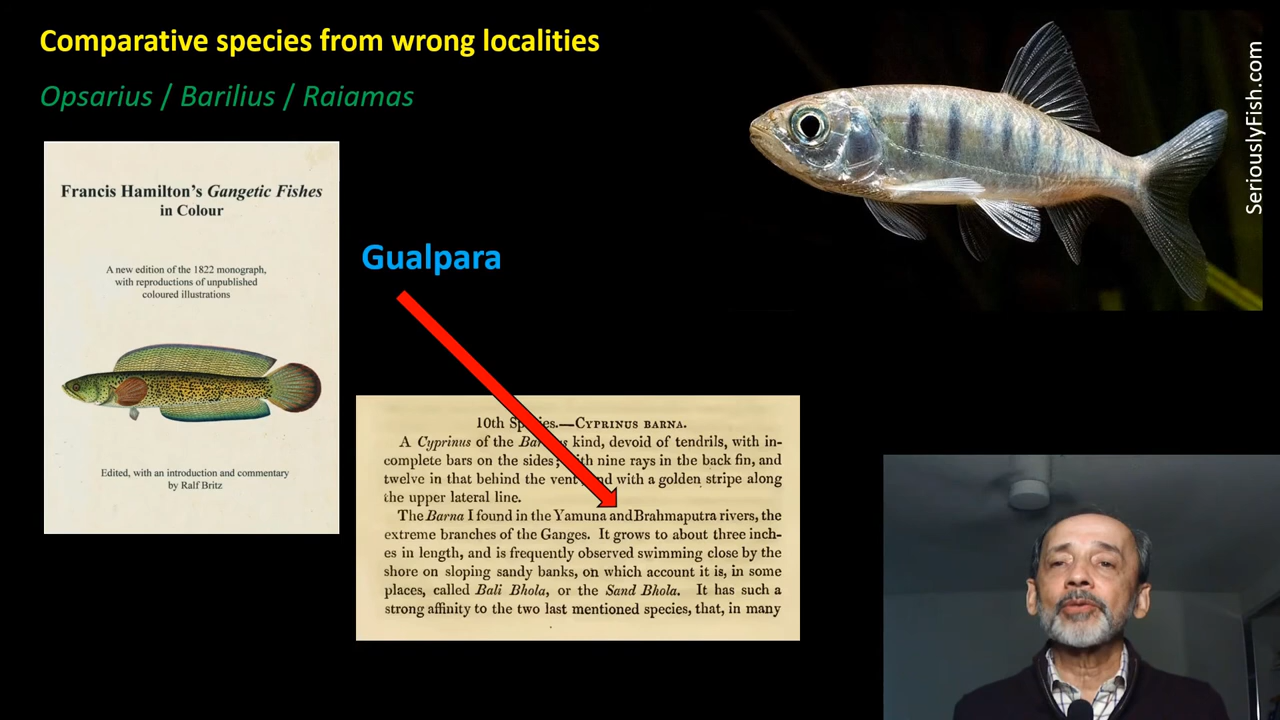 Comparative species from wrong localities
Opsarius / Barilius / Raiamas
SeriouslyFish.com
Francis Hamilton's Gangetic Fishes
in Colour
A new edition of the 1822 monograph,
with reproductions of unpublished
coloured illustrations
Edited, with an introduction and commentary
by Ralf Britz
Gualpara
10th Species.—CYPRINUS BARNA.
A Cyprinus of the kind, devoid of tendrils, with in-
complete bars on the sides; with nine rays in the back fin, and
twelve in that behind the vent, and with a golden stripe along
the upper lateral line.
The Barna I found in the Yamuna andBrahmaputra rivers, the
extreme branches of the Ganges. It grows to about three inch-
es in length, and is frequently observed swimming close by the
shore on sloping sandy banks, on which account it is, in some
places, called Bali Bhola, or the Sand Bhola. It has such a
strong affinity to the two last mentioned species, that, in many